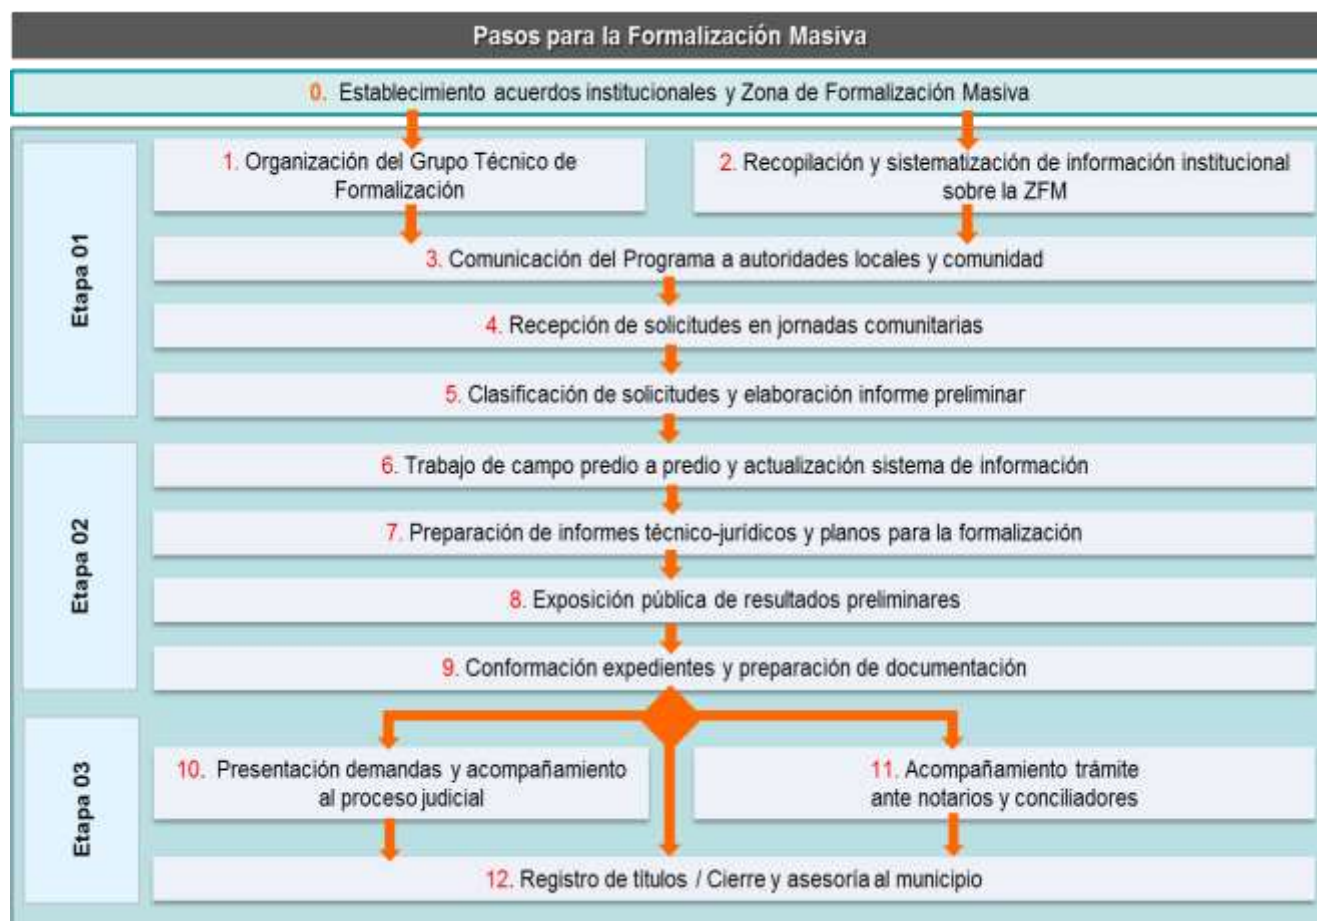 Pasos para la Formalización Masiva
0. Establecimiento acuerdos institucionales y Zona de Formalización Masiva
Etapa 01
1. Organización del Grupo Técnico de
Formalización
2. Recopilación y sistematización de información institucional
sobre la ZFM
3. Comunicación del Programa a autoridades locales y comunidad
4. Recepción de solicitudes en jornadas comunitarias
5. Clasificación de solicitudes y elaboración informe preliminar
Etapa 02
6. Trabajo de campo predio a predio y actualización sistema de información
7. Preparación de informes técnico-jurídicos y planos para la formalización
8. Exposición pública de resultados preliminares
9. Conformación expedientes y preparación de documentación
Etapa 03
10. Presentación demandas y acompañamiento
al proceso judicial
11. Acompañamiento trámite
ante notarios y conciliadores
12. Registro de títulos / Cierre y asesoría al municipio